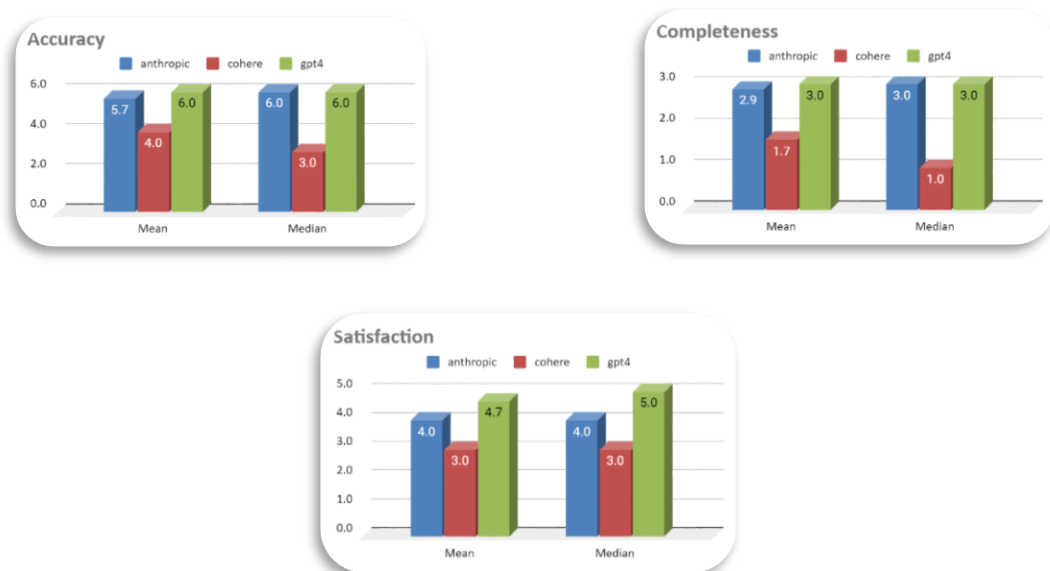 Accuracy
anthropic cohere gpt4
6.0
4.0
2.0
0.0
5.7 4.0 6.0 6.0 3.0 6.0
Mean Median
Completeness
anthropic cohere gpt4
3.0
2.0
1.0
0.0
2.9 1.7 3.0 3.0 1.0 3.0
Mean Median
Satisfaction
anthropic cohere gpt4
5.0
4.0
3.0
2.0
1.0
0.0
4.0 3.0 4.7 4.0 3.0 5.0
Mean Median